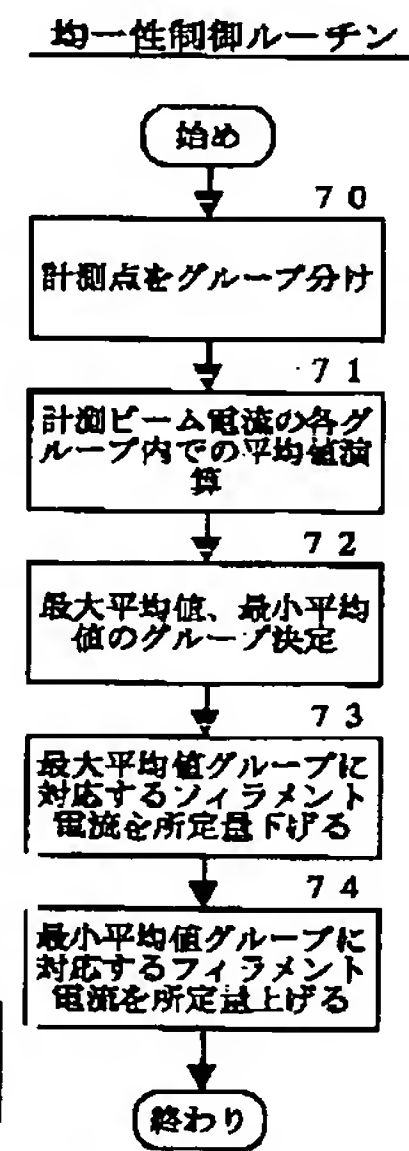 均一性制御ルーチン
始め
70
計測点をグループ分け
71
計測ビーム電流の各グ
ループ内での平均値演
算
72
最大平均値、最小平均
値のグループ決定
73
最大平均値グループに
対応するフィラメント
電流を所定量下げる
74
最小平均値グループに
対応するフィラメント
電流を所定量上げる
終わり